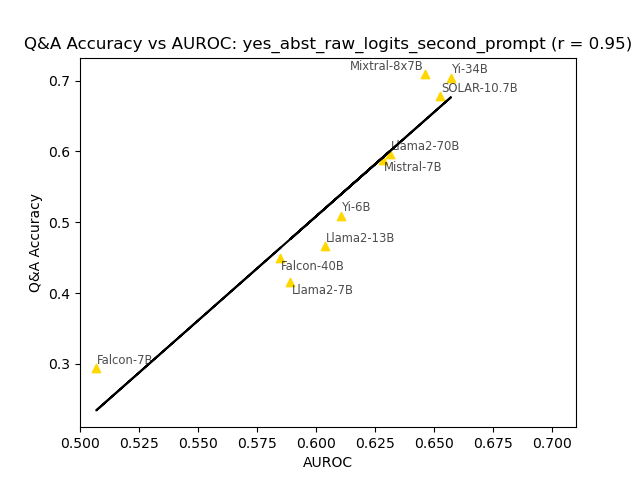 Q&A Accuracy vs AUROC: yes_abst_raw_logits_second_prompt (r = 0.95)
Mixtral-8x7B
Yi-34B
SOLAR-10.7B
Llama2-70B
Mistral-7B
Yi-6B
Llama2-13B
Falcon-40B
Llama2-7B
Falcon-7B
Q&A Accuracy
0.7
0.6
0.5
0.4
0.3
0.500 0.525 0.550 0.575 0.600 0.625 0.650 0.675 0.700
AUROC